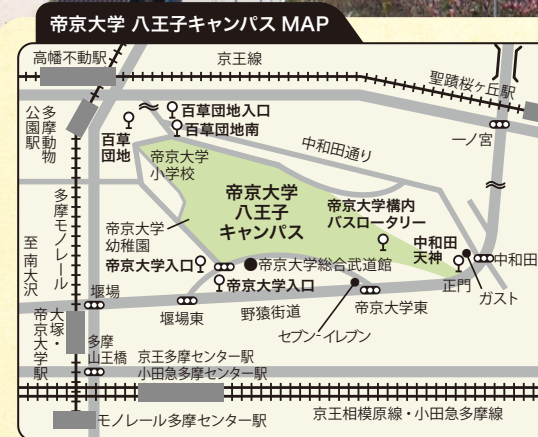 帝京大学 八王子キャンパス MAP
高幡不動駅
京王線
聖蹟桜ヶ丘駅
多摩動物
公園駅
百草
団地
百草団地入口
百草団地南
帝京大学
小学校
中和田通り
一ノ宮
帝京大学
八王子
キャンパス
帝京大学構内
バスロータリー
帝京大学
幼稚園
中和田
天神
中和田
多摩モノレール
至 南大沢
帝京大学入口
帝京大学総合武道館
帝京大学入口
正門
ガスト
堰場
堰場東
野猿街道
帝京大学東
セブン-イレブン
大塚・
帝京大学駅
多摩
山王橋
京王多摩センター駅
小田急多摩センター駅
モノレール多摩センター駅
京王相模原線・小田急多摩線